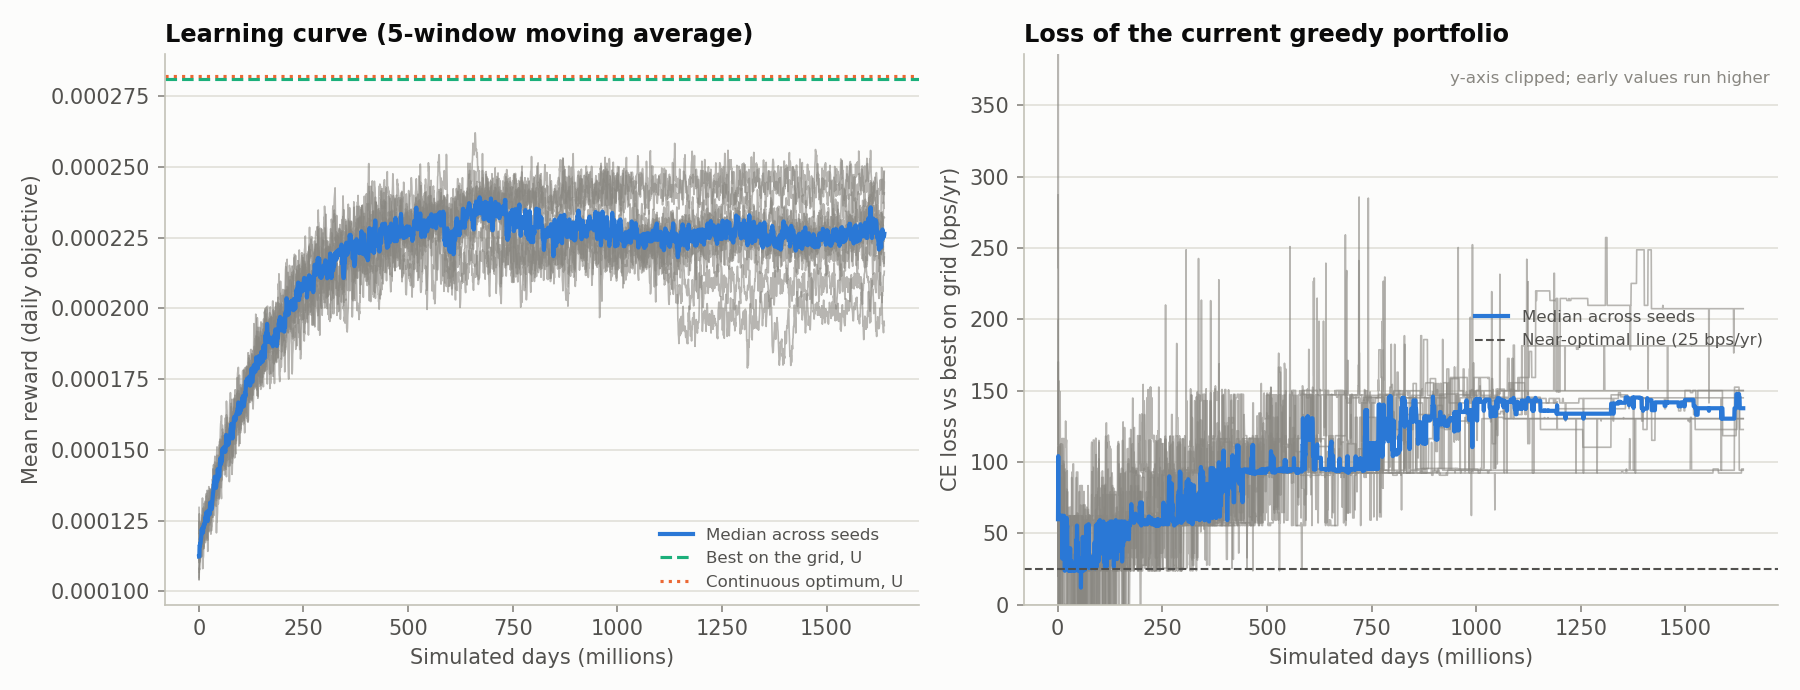 Learning curve (5-window moving average)
Mean reward (daily objective)
0.000275
0.000250
0.000225
0.000200
0.000175
0.000150
0.000125
0.000100
Median across seeds
Best on the grid, U
Continuous optimum, U
0 250 500 750 1000 1250 1500
Simulated days (millions)
Loss of the current greedy portfolio
y-axis clipped; early values run higher
CE loss vs best on grid (bps/yr)
350
300
250
200
150
100
50
0
Median across seeds
Near-optimal line (25 bps/yr)
0 250 500 750 1000 1250 1500
Simulated days (millions)